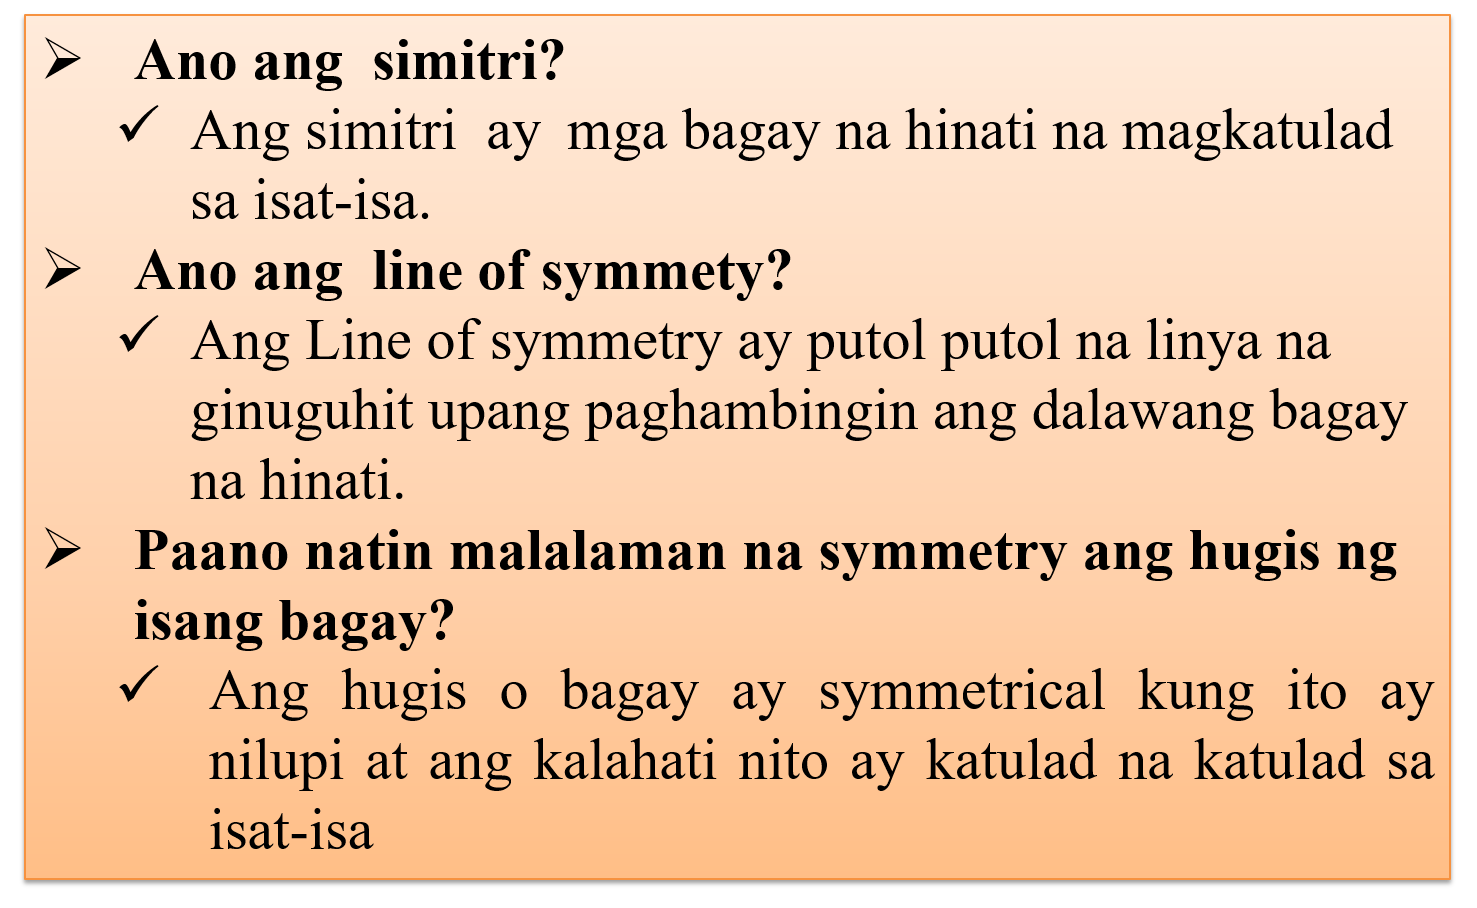 Ano ang simitri?
Ang simitri ay mga bagay na hinati na magkatulad
sa isat-isa.
Ano ang line of symmety?
Ang Line of symmetry ay putol putol na linya na
ginuguhit upang paghambingin ang dalawang bagay
na hinati.
Paano natin malalaman na symmetry ang hugis ng
isang bagay?
Ang hugis o bagay ay symmetrical kung ito ay
nilupi at ang kalahati nito ay katulad na katulad sa
isat-isa